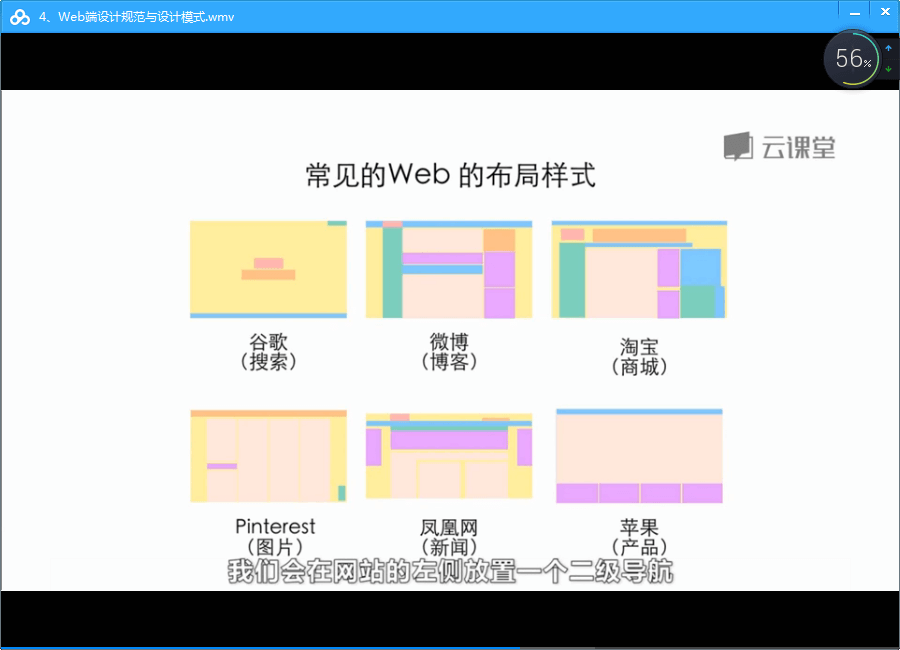 4、Web端设计规范与设计模式.wmv
56%
云课堂
常见的Web 的布局样式
谷歌
（搜索）
微博
（博客）
淘宝
（商城）
Pinterest
（图片）
凤凰网
（新闻）
苹果
（产品）
我们会在网站的左侧放置一个二级导航